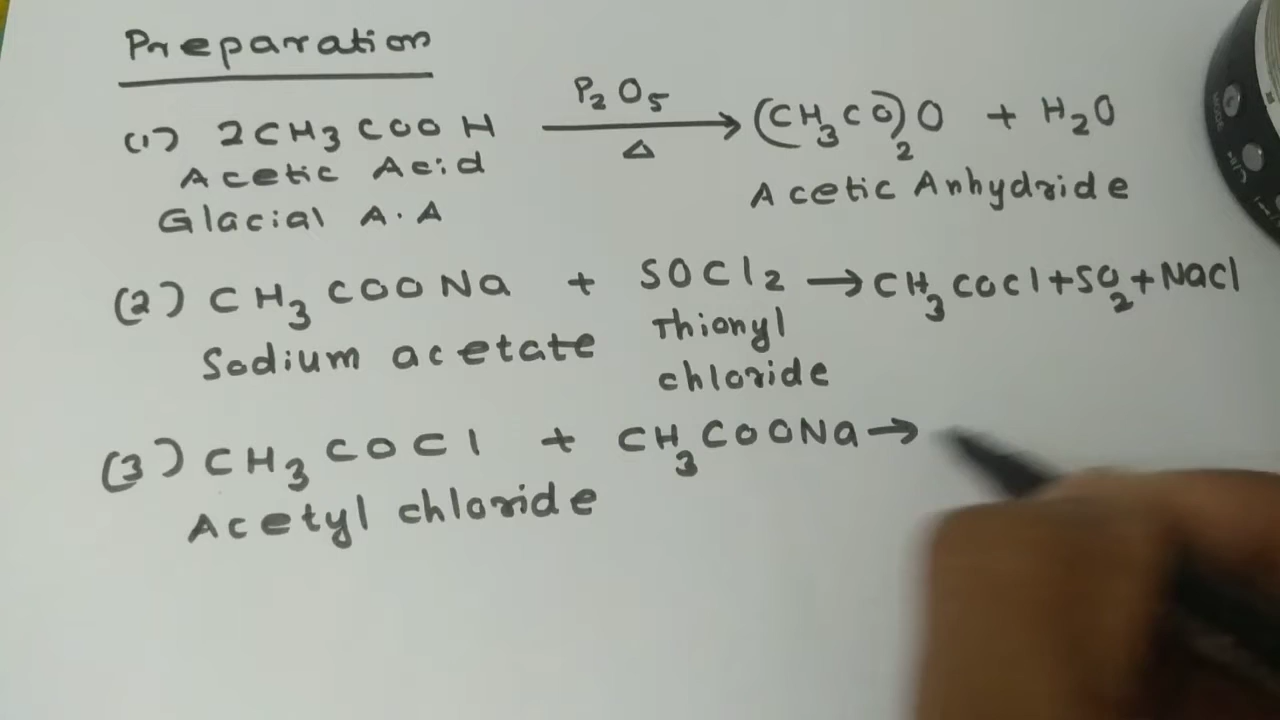 Preparation
(1) 2CH₃COOH —P₂O₅/Δ→ (CH₃CO)₂O + H₂O
Acetic Acid Acetic Anhydride
Glacial A.A
(2) CH₃COONa + SOCl₂ → CH₃COCl + SO₂ + NaCl
Sodium acetate Thionyl
chloride
(3) CH₃COCl + CH₃COONa →
Acetyl chloride